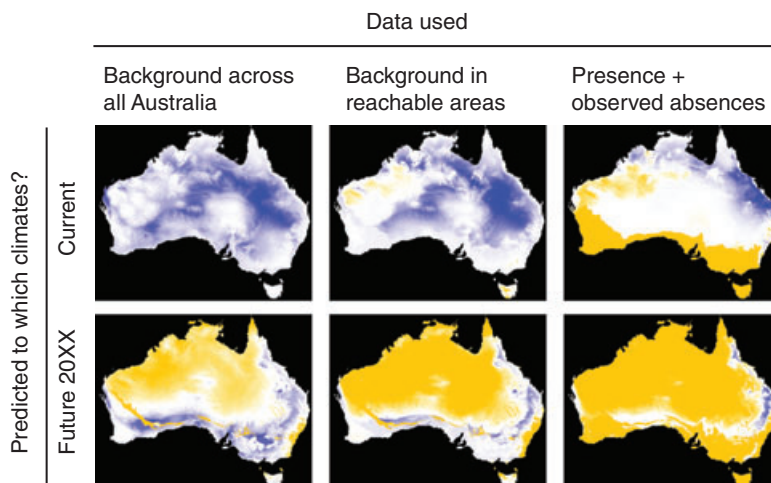 Data used
Background across
all Australia
Background in
reachable areas
Presence +
observed absences
Predicted to which climates?
Current
Future 20XX